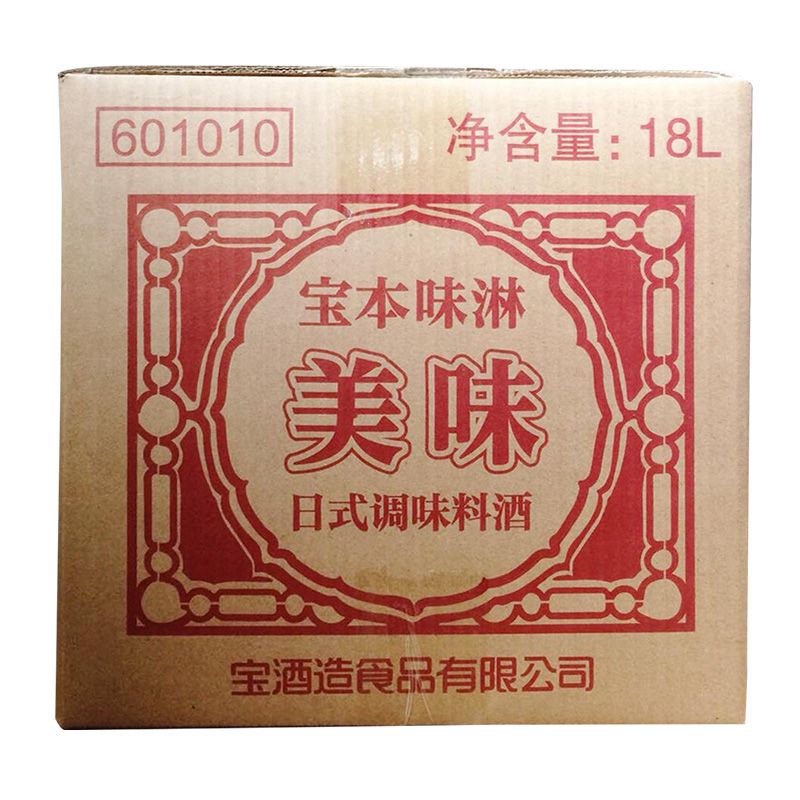 601010
净含量：18L
宝本味淋
美味
日式调味料酒
宝酒造食品有限公司